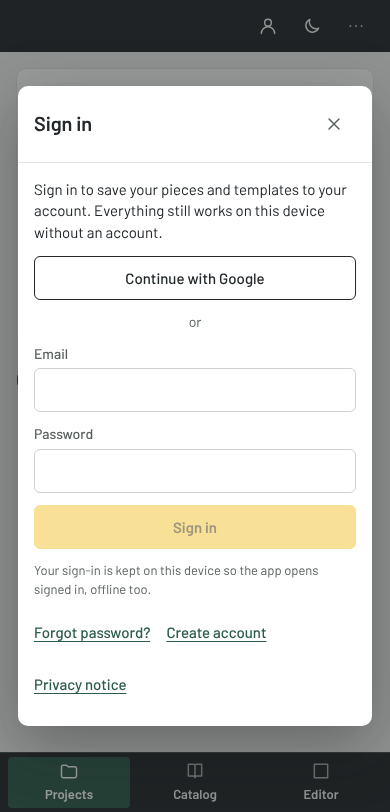 Sign in
Sign in to save your pieces and templates to your
account. Everything still works on this device
without an account.
Continue with Google
or
Email
Password
Sign in
Your sign-in is kept on this device so the app opens
signed in, offline too.
Forgot password? Create account
Privacy notice
Projects Catalog Editor